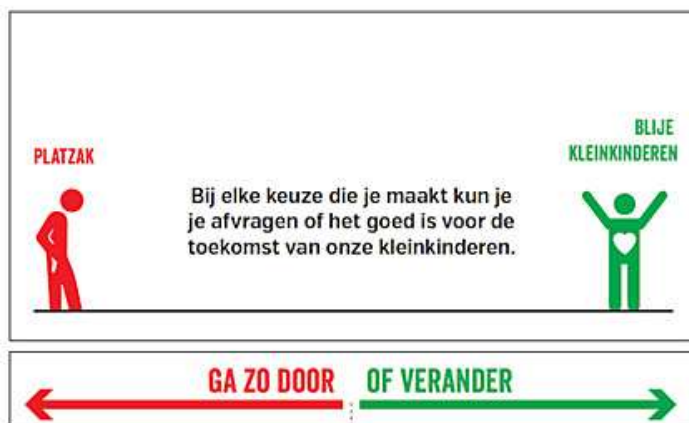 BLIJE
PLATZAK
KLEINKINDEREN
Bij elke keuze die je maakt kun je
je afvragen of het goed is voor de
toekomst van onze kleinkinderen.
GA ZO DOOR OF VERANDER